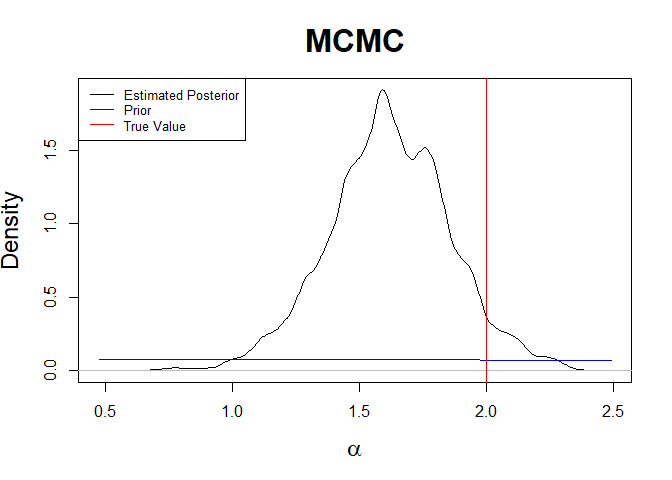 MCMC
Estimated Posterior
Prior
True Value
Density
0.0
0.5
1.0
1.5
0.5 1.0 1.5 2.0 2.5
α